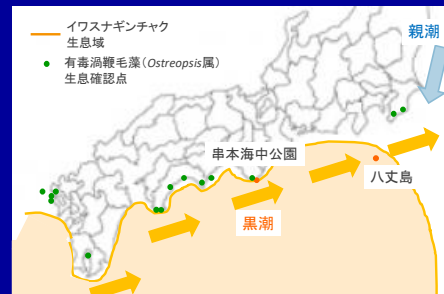 イワスナギンチャク
生息域
有毒渦鞭毛藻(Ostreopsis属)
生息確認点
親潮
串本海中公園
八丈島
黒潮